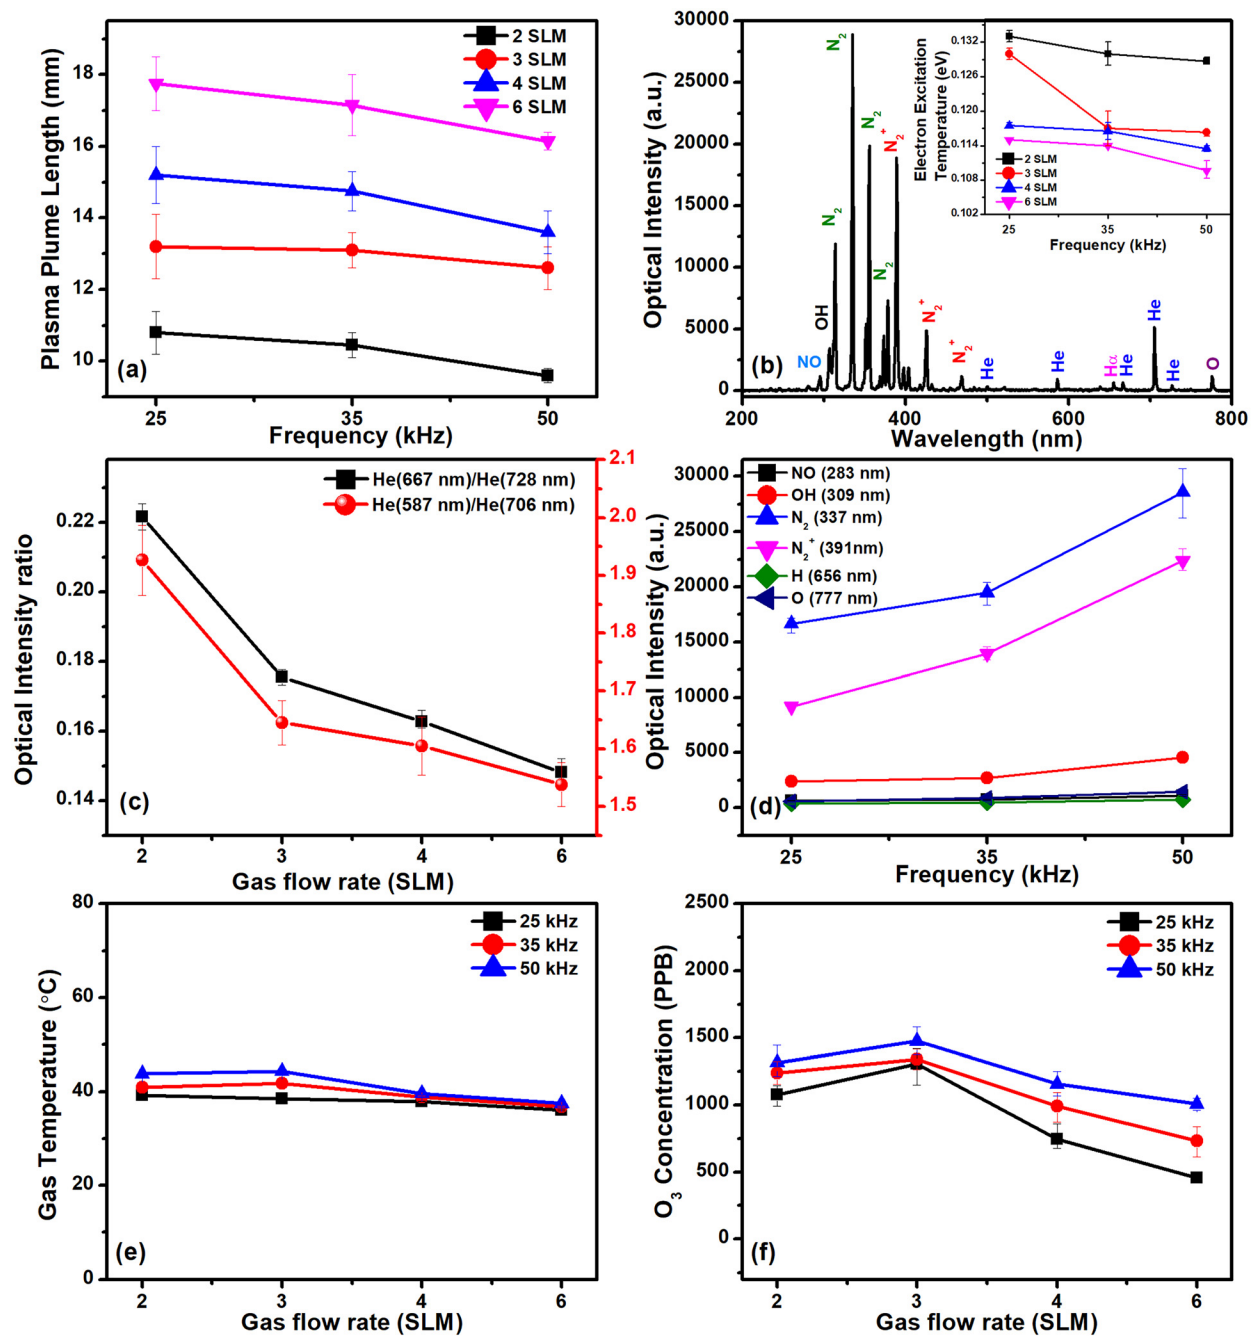 2 SLM
3 SLM
4 SLM
6 SLM
18
16
14
12
10
Plasma Plume Length (mm)
(a)
25
35
50
Frequency (kHz)
30000
25000
20000
15000
10000
5000
0
Optical Intensity (a.u.)
N2
N2
N2
N2+
N2
OH
NO
N2+
N2+
He
He
Hα
He
He
He
O
(b)
200
300
400
500
600
700
800
Wavelength (nm)
0.132
0.126
0.120
0.114
0.108
0.102
Electron Excitation
Temperature (eV)
2 SLM
3 SLM
4 SLM
6 SLM
25
35
50
Frequency (kHz)
He(667 nm)/He(728 nm)
He(587 nm)/He(706 nm)
0.22
0.20
0.18
0.16
0.14
Optical Intensity ratio
2.1
2.0
1.9
1.8
1.7
1.6
1.5
(c)
2
3
4
6
Gas flow rate (SLM)
NO (283 nm)
OH (309 nm)
N2 (337 nm)
N2+ (391nm)
H (656 nm)
O (777 nm)
30000
25000
20000
15000
10000
5000
0
Optical Intensity (a.u.)
(d)
25
35
50
Frequency (kHz)
25 kHz
35 kHz
50 kHz
80
60
40
20
0
Gas Temperature (°C)
(e)
2
3
4
6
Gas flow rate (SLM)
25 kHz
35 kHz
50 kHz
2500
2000
1500
1000
500
0
O3 Concentration (PPB)
(f)
2
3
4
6
Gas flow rate (SLM)